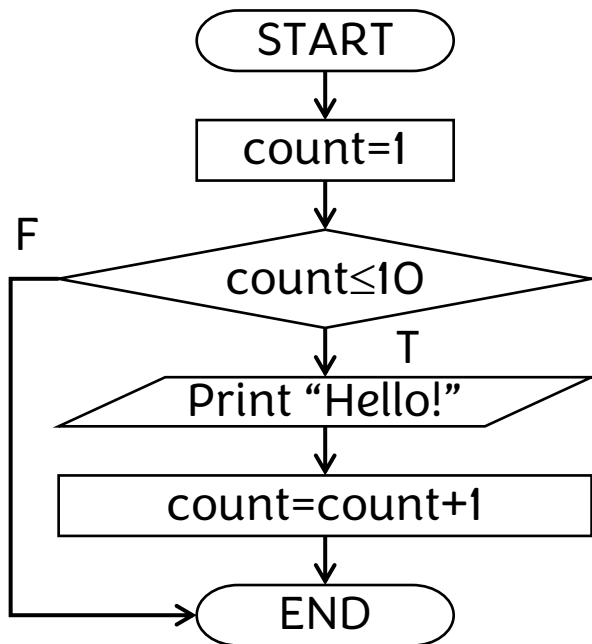 START
count=1
F
count≤10
T
Print “Hello!”
count=count+1
END